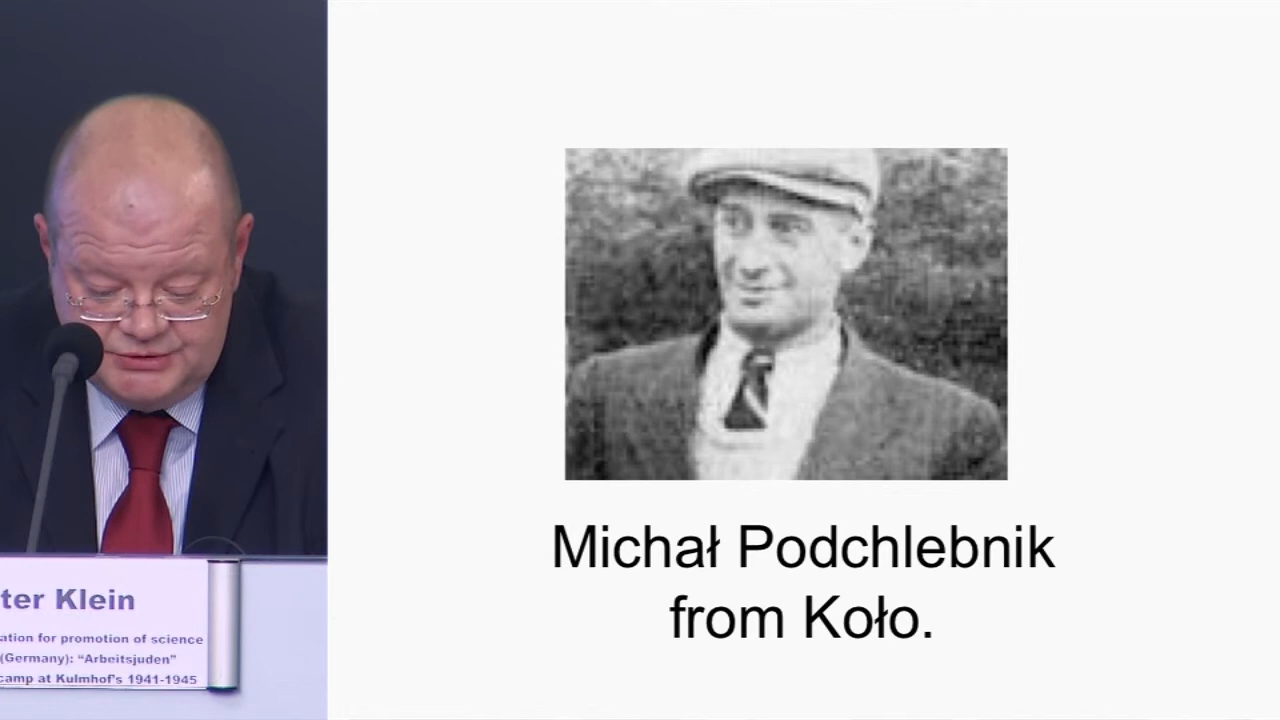 ter Klein
ation for promotion of science
(Germany): “Arbeitsjuden”
camp at Kulmhof's 1941-1945
Michał Podchlebnik
from Koło.